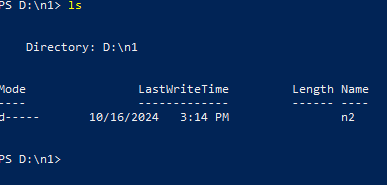 PS D:\n1> ls
Directory: D:\n1
Mode LastWriteTime Length Name
---- ------------- ------ ----
d----- 10/16/2024 3:14 PM n2
PS D:\n1>